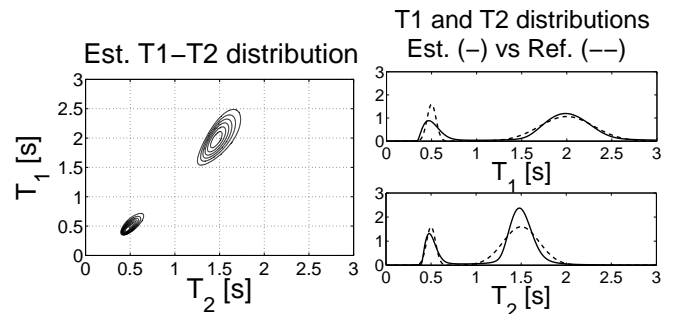 Est. T1−T2 distribution
3
2.5
2
1.5
1
0.5
0
T1 [s]
0 0.5 1 1.5 2 2.5 3
T2 [s]
T1 and T2 distributions
Est. (−) vs Ref. (−−)
3
2
1
0
0 0.5 1 1.5 2 2.5 3
T1 [s]
3
2
1
0
0 0.5 1 1.5 2 2.5 3
T2 [s]